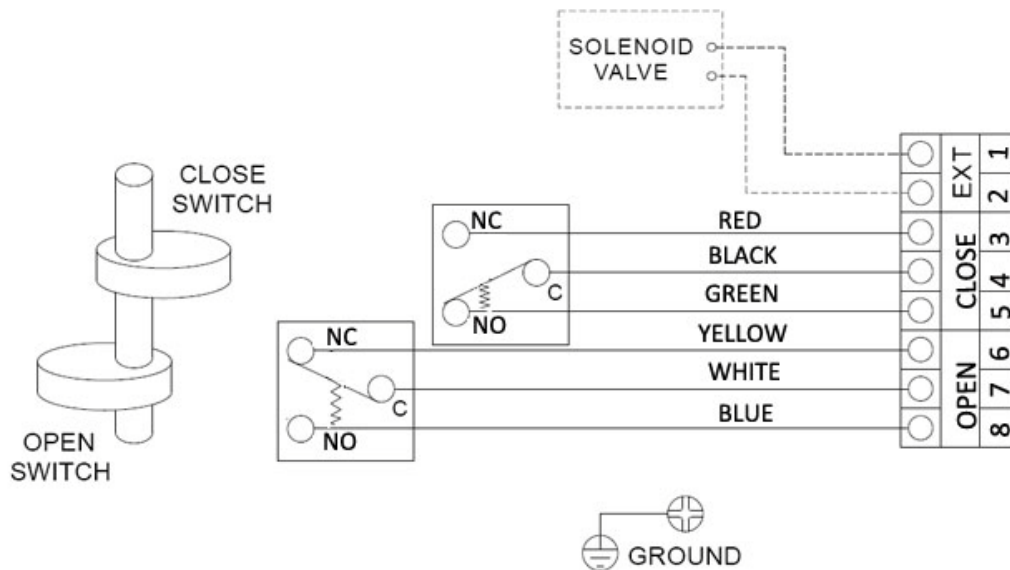 SOLENOID
VALVE
CLOSE
SWITCH
OPEN
SWITCH
NC
C
NO
NC
C
NO
RED
BLACK
GREEN
YELLOW
WHITE
BLUE
EXT
CLOSE
OPEN
1
2
3
4
5
6
7
8
GROUND